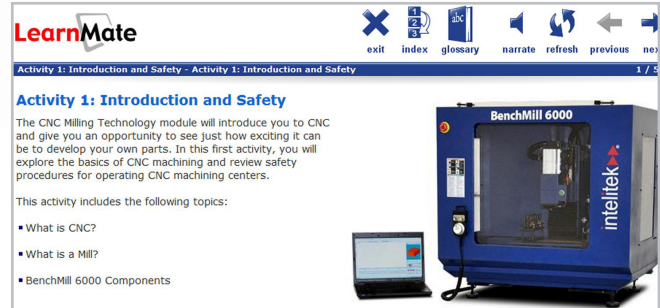 LearnMate
exit index glossary narrate refresh previous
Activity 1: Introduction and Safety - Activity 1: Introduction and Safety 1 /
Activity 1: Introduction and Safety
The CNC Milling Technology module will introduce you to CNC
and give you an opportunity to see just how exciting it can
be to develop your own parts. In this first activity, you will
explore the basics of CNC machining and review safety
procedures for operating CNC machining centers.
This activity includes the following topics:
What is CNC?
What is a Mill?
BenchMill 6000 Components
BenchMill 6000
intelitek
1
2
3
abc